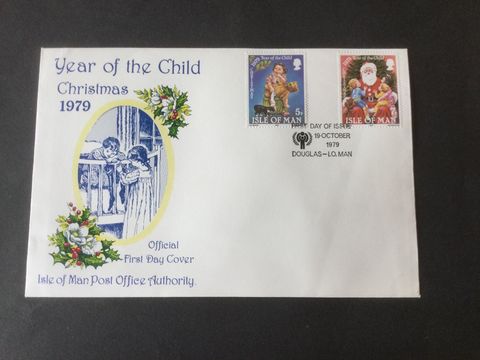 Year of the Child
Christmas
1979
Official
First Day Cover
Isle of Man Post Office Authority.
1979 Year of the Child
5p
ISLE OF MAN
1979 Year of the Child
ISLE OF MAN
FIRST DAY OF ISSUE
19 OCTOBER
1979
DOUGLAS - I.O.MAN